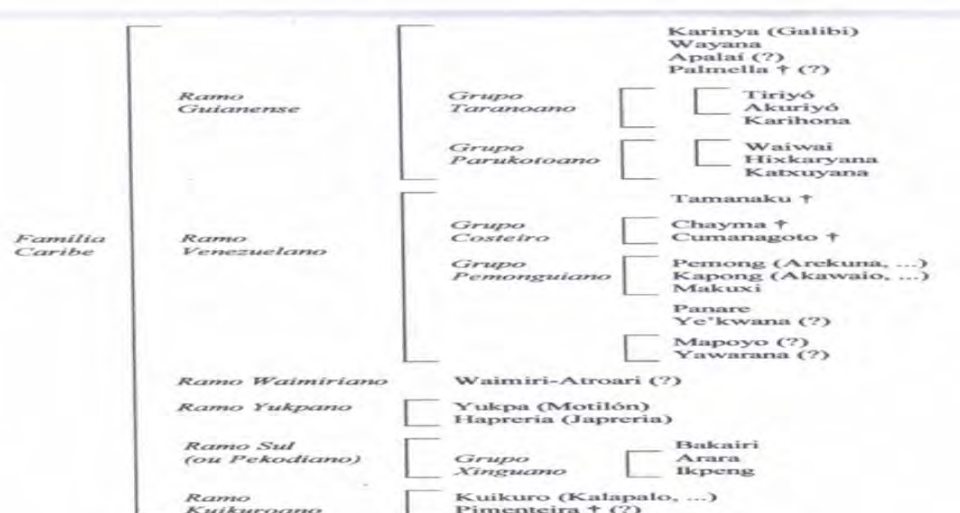 Karinya (Galibi)
Wayana
Apalaí (?)
Palmella † (?)
Ramo
Guianense
Grupo
Taranoano
Tiriyó
Akuriyó
Karihona
Grupo
Parukotoano
Waiwai
Hixkaryana
Katxuyana
Família
Caribe
Ramo
Venezuelano
Tamanaku †
Grupo
Costeiro
Chayma †
Cumanagoto †
Grupo
Pemonguiano
Pemong (Arekuna, ...)
Kapong (Akawaio, ...)
Makuxi
Panare
Ye'kwana (?)
Mapoyo (?)
Yawarana (?)
Ramo Waimiriano
Waimiri-Atroari (?)
Ramo Yukpano
Yukpa (Motilón)
Hapreria (Japreria)
Ramo Sul
(ou Pekodiano)
Bakairi
Grupo
Xinguano
Arara
Ikpeng
Ramo
Kuikuroano
Kuikuro (Kalapalo, ...)
Pimenteira † (?)